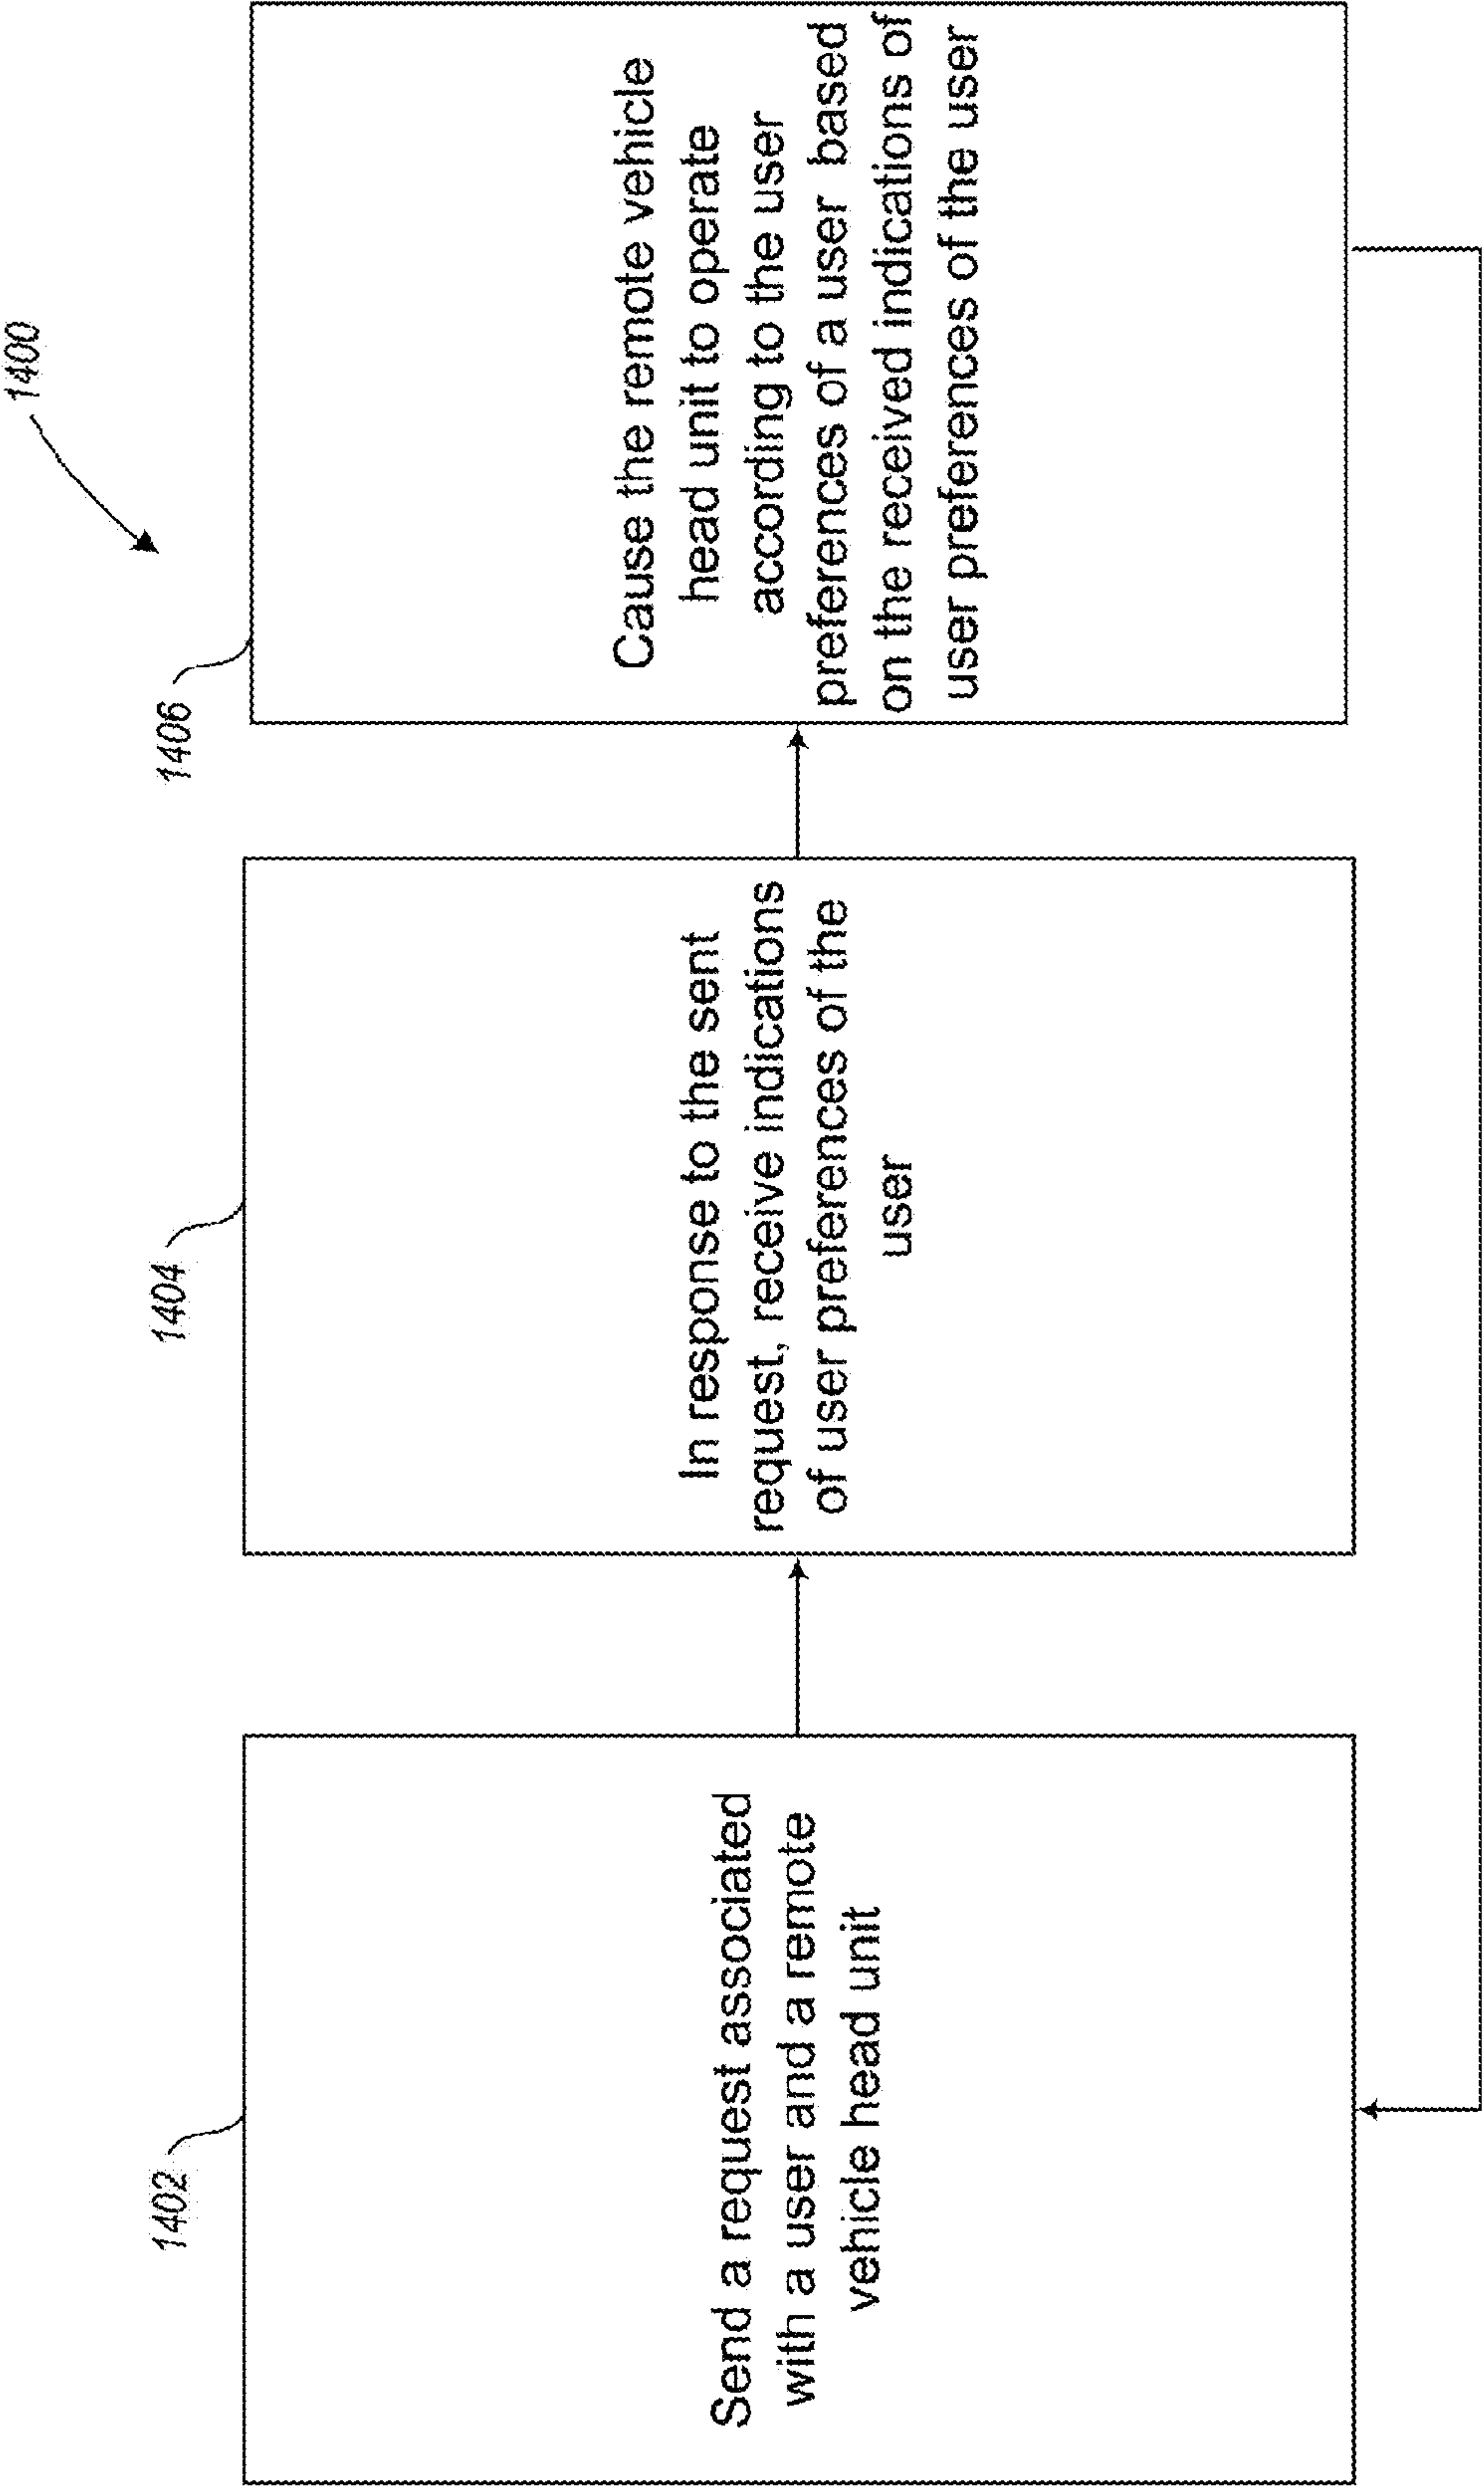 1400
1402
Send a request associated
with a user and a remote
vehicle head unit
1404
In response to the sent
request, receive indications
of user preferences of the
user
1406
Cause the remote vehicle
head unit to operate
according to the user
preferences of a user based
on the received indications of
user preferences of the user